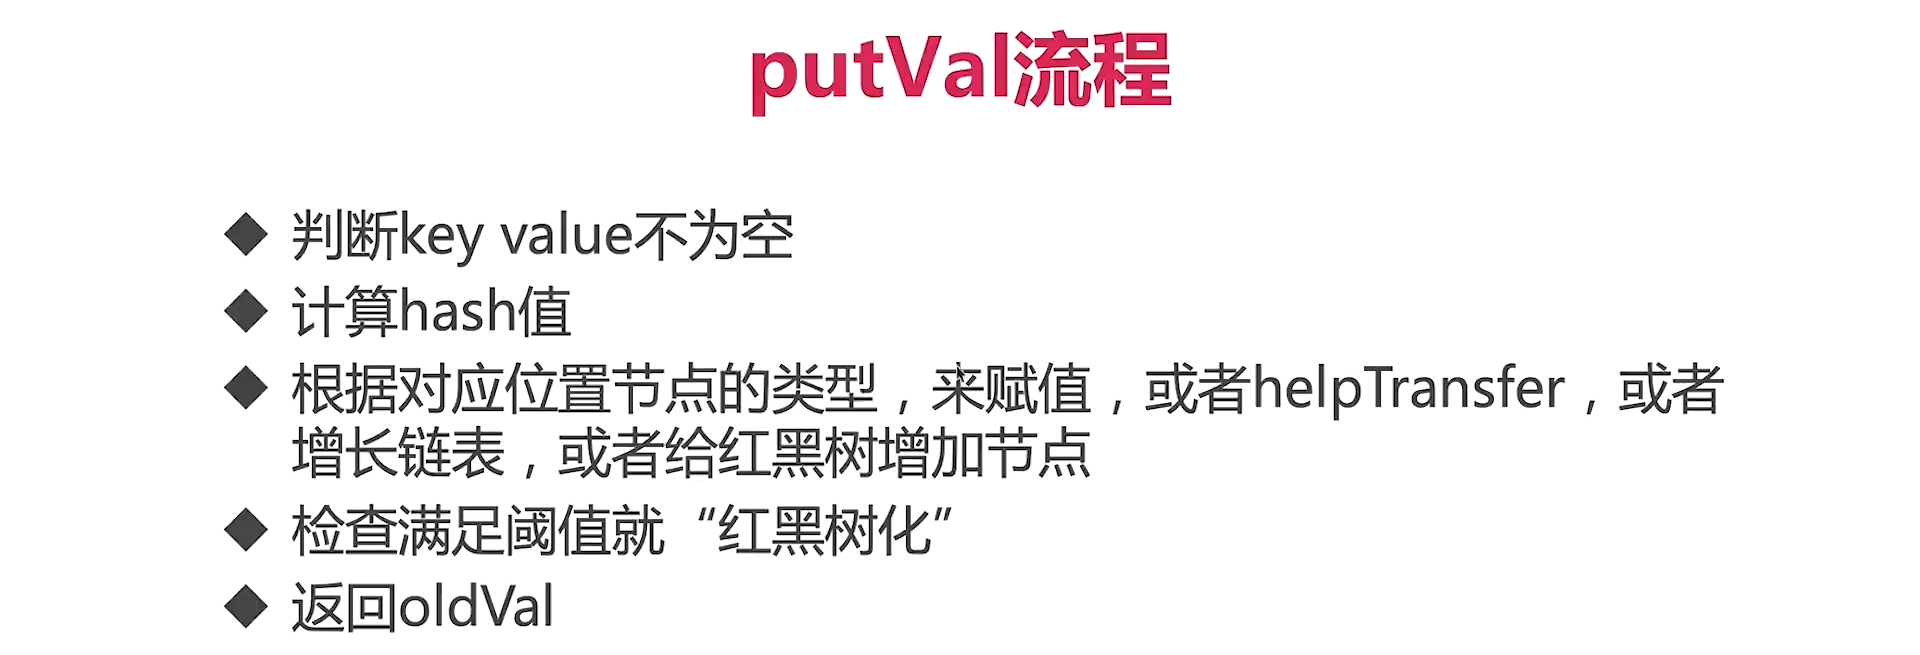 putVal流程
判断key value不为空
计算hash值
根据对应位置节点的类型，来赋值，或者helpTransfer，或者
增长链表，或者给红黑树增加节点
检查满足阈值就“红黑树化”
返回oldVal